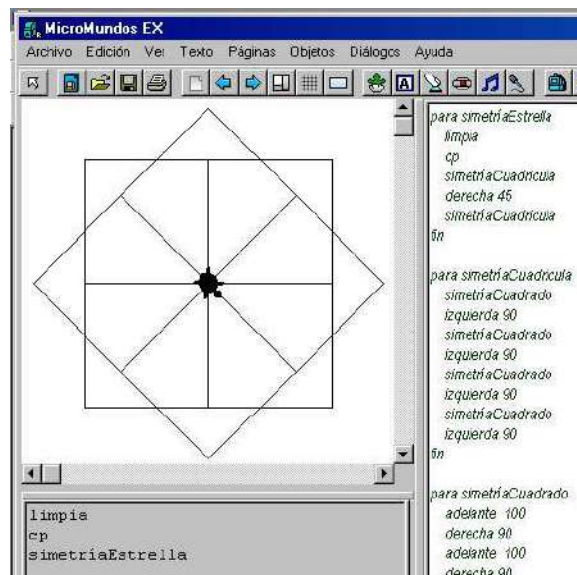 MicroMundos EX
Archivo Edición Ver Texto Páginas Objetos Diálogos Ayuda
para simetríaEstrella
limpia
cp
simetríaCuadricula
derecha 45
simetríaCuadricula
fin
para simetríaCuadricula
simetríaCuadrado
izquierda 90
simetríaCuadrado
izquierda 90
simetríaCuadrado
izquierda 90
simetríaCuadrado
izquierda 90
fin
para simetríaCuadrado
adelante 100
derecha 90
adelante 100
derecha 90
limpia
cp
simetríaEstrella